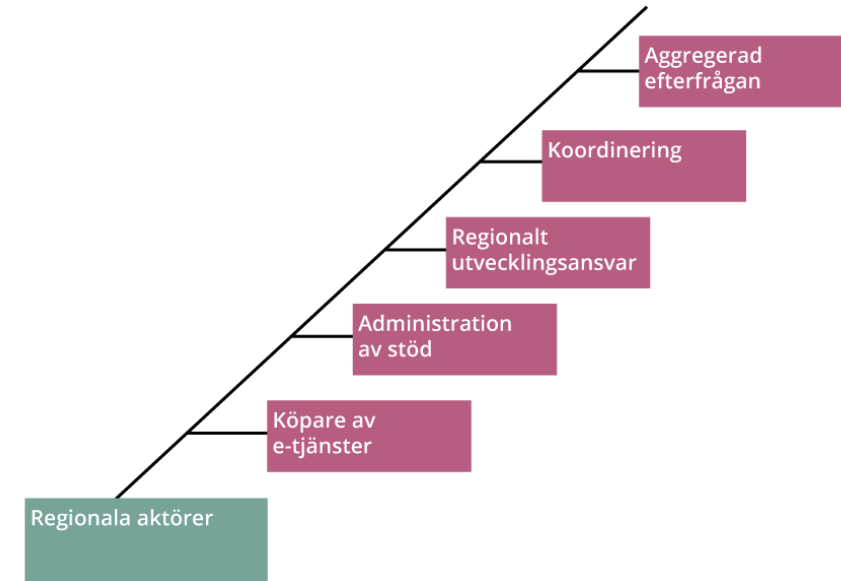 Aggregerad
efterfrågan
Koordinering
Regionalt
utvecklingsansvar
Administration
av stöd
Köpare av
e-tjänster
Regionala aktörer